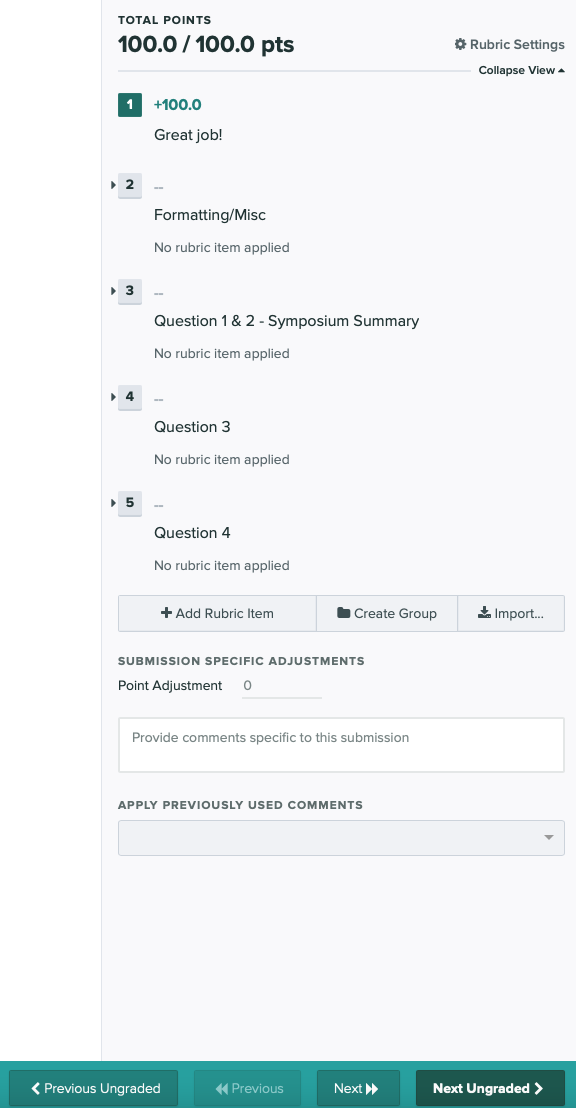 TOTAL POINTS
100.0 / 100.0 pts
Rubric Settings
Collapse View
1 +100.0
Great job!
2 --
Formatting/Misc
No rubric item applied
3 --
Question 1 & 2 - Symposium Summary
No rubric item applied
4 --
Question 3
No rubric item applied
5 --
Question 4
No rubric item applied
Add Rubric Item Create Group Import...
SUBMISSION SPECIFIC ADJUSTMENTS
Point Adjustment 0
Provide comments specific to this submission
APPLY PREVIOUSLY USED COMMENTS
Previous Ungraded Previous Next Next Ungraded